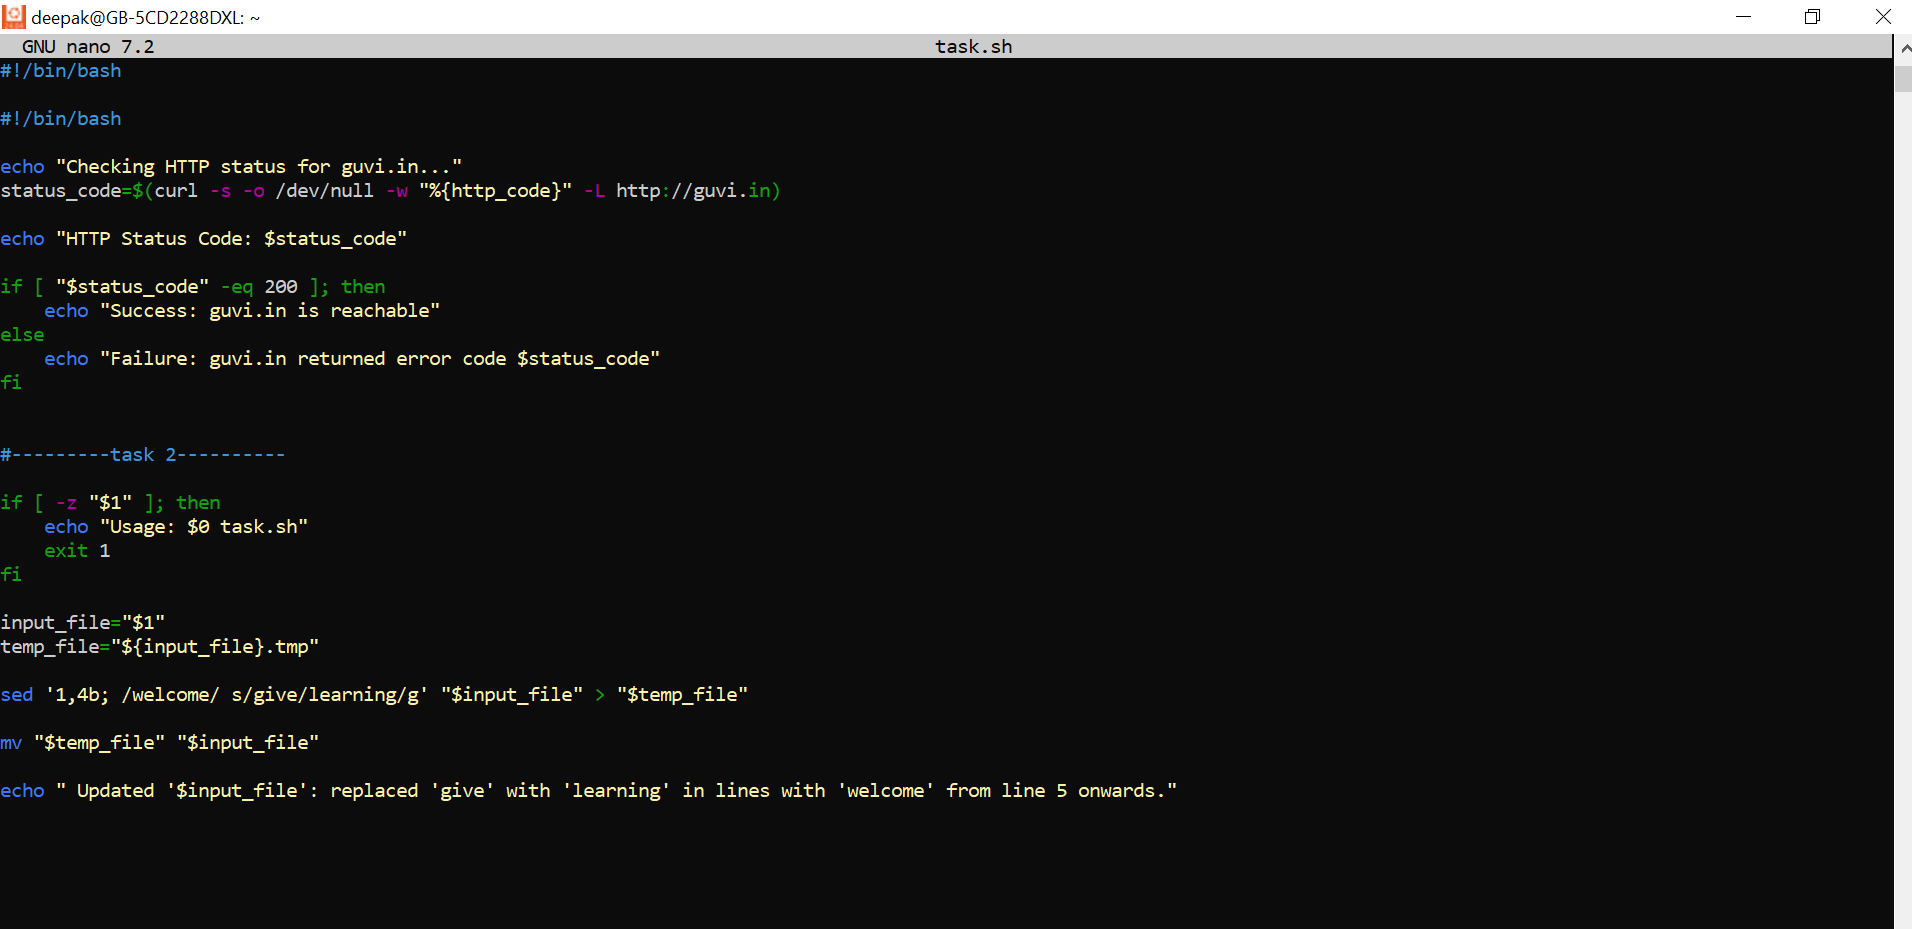 deepak@GB-5CD2288DXL: ~
GNU nano 7.2 task.sh
#!/bin/bash
#!/bin/bash
echo "Checking HTTP status for guvi.in..."
status_code=$(curl -s -o /dev/null -w "%{http_code}" -L http://guvi.in)
echo "HTTP Status Code: $status_code"
if [ "$status_code" -eq 200 ]; then
    echo "Success: guvi.in is reachable"
else
    echo "Failure: guvi.in returned error code $status_code"
fi
#---------task 2----------
if [ -z "$1" ]; then
    echo "Usage: $0 task.sh"
    exit 1
fi
input_file="$1"
temp_file="${input_file}.tmp"
sed '1,4b; /welcome/ s/give/learning/g' "$input_file" > "$temp_file"
mv "$temp_file" "$input_file"
echo " Updated '$input_file': replaced 'give' with 'learning' in lines with 'welcome' from line 5 onwards."